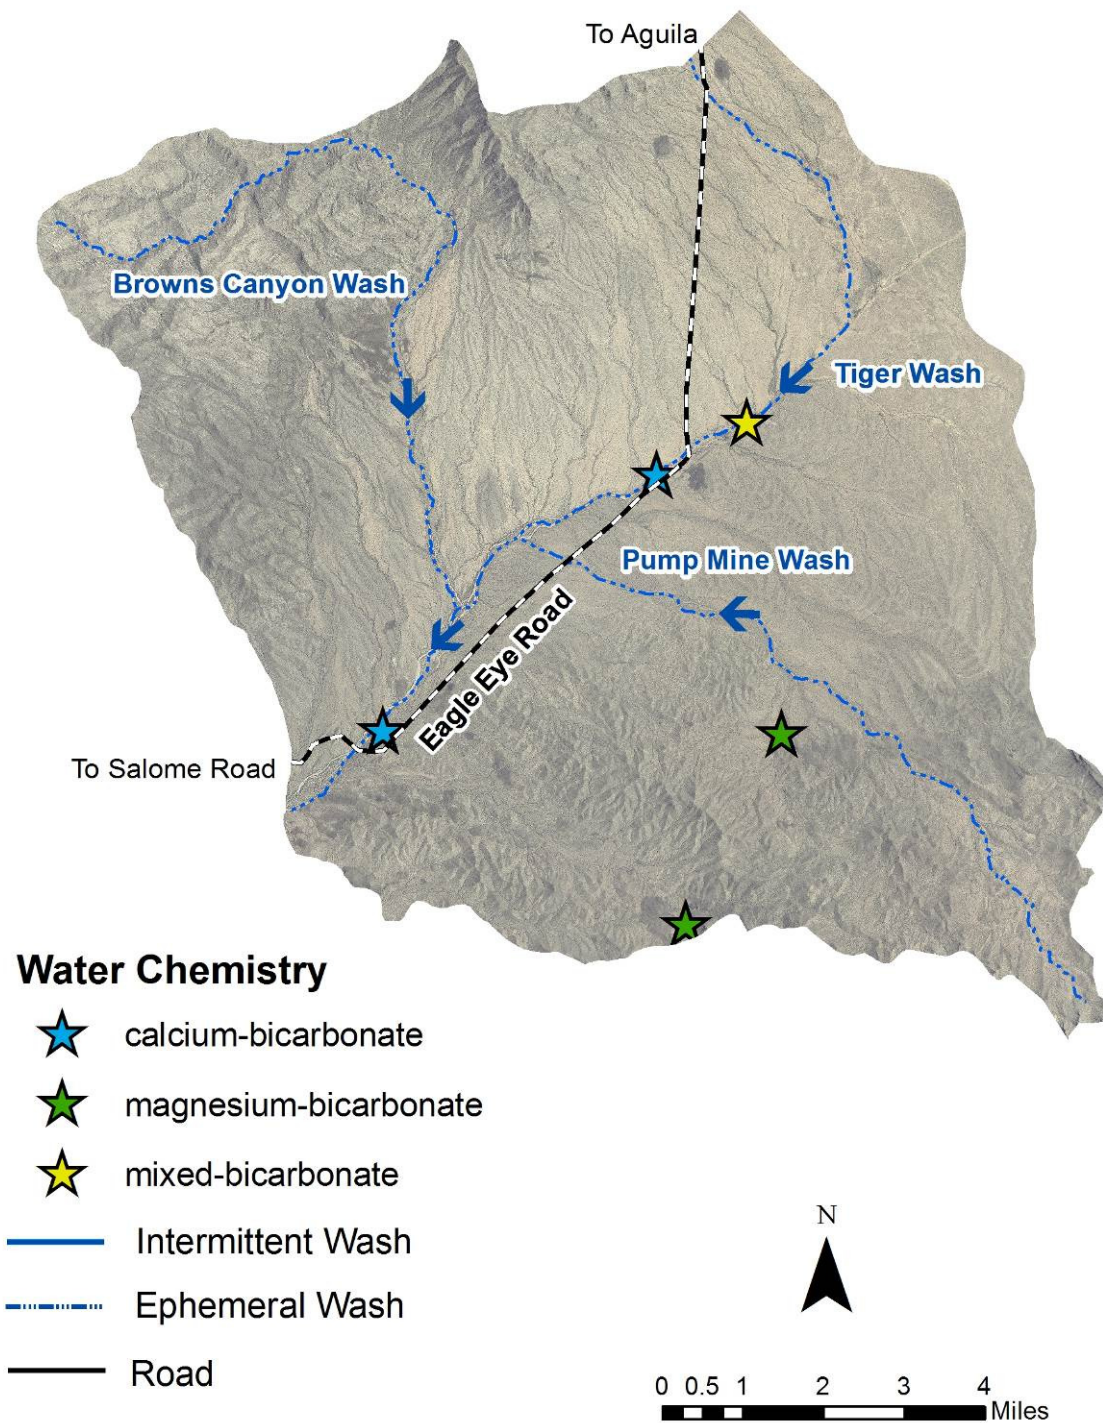 To Aguila
Browns Canyon Wash
Tiger Wash
Pump Mine Wash
Eagle Eye Road
To Salome Road
Water Chemistry
calcium-bicarbonate
magnesium-bicarbonate
mixed-bicarbonate
Intermittent Wash
Ephemeral Wash
Road
N
0 0.5 1 2 3 4
Miles